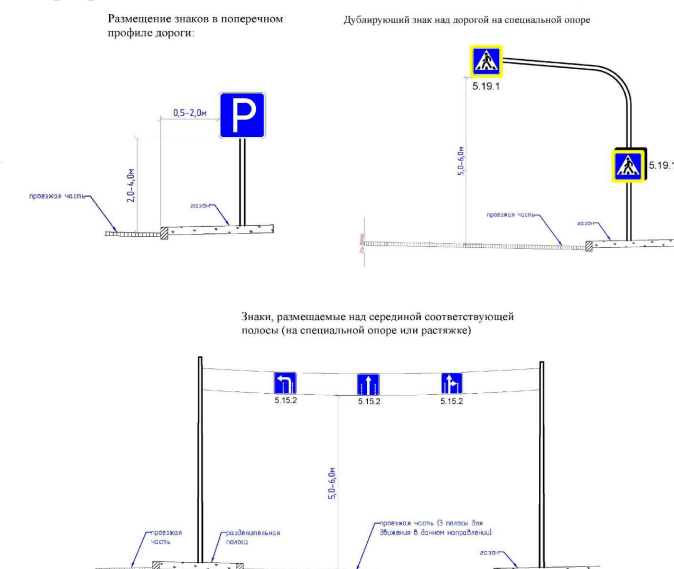 Размещение знаков в поперечном
профиле дороги:
Дублирующий знак над дорогой на специальной опоре
P
0,5-2,0м
2,0-4,0м
проезжая часть
газон
5.19.1
5.19.1
5,0-6,0м
проезжая часть
газон
Знаки, размещаемые над серединой соответствующей
полосы (на специальной опоре или растяжке)
5.15.2
5.15.2
5.15.2
5,0-6,0м
проезжая
часть
разделительная
полоса
проезжая часть (3 полосы для
движения в данном направлении)
газон